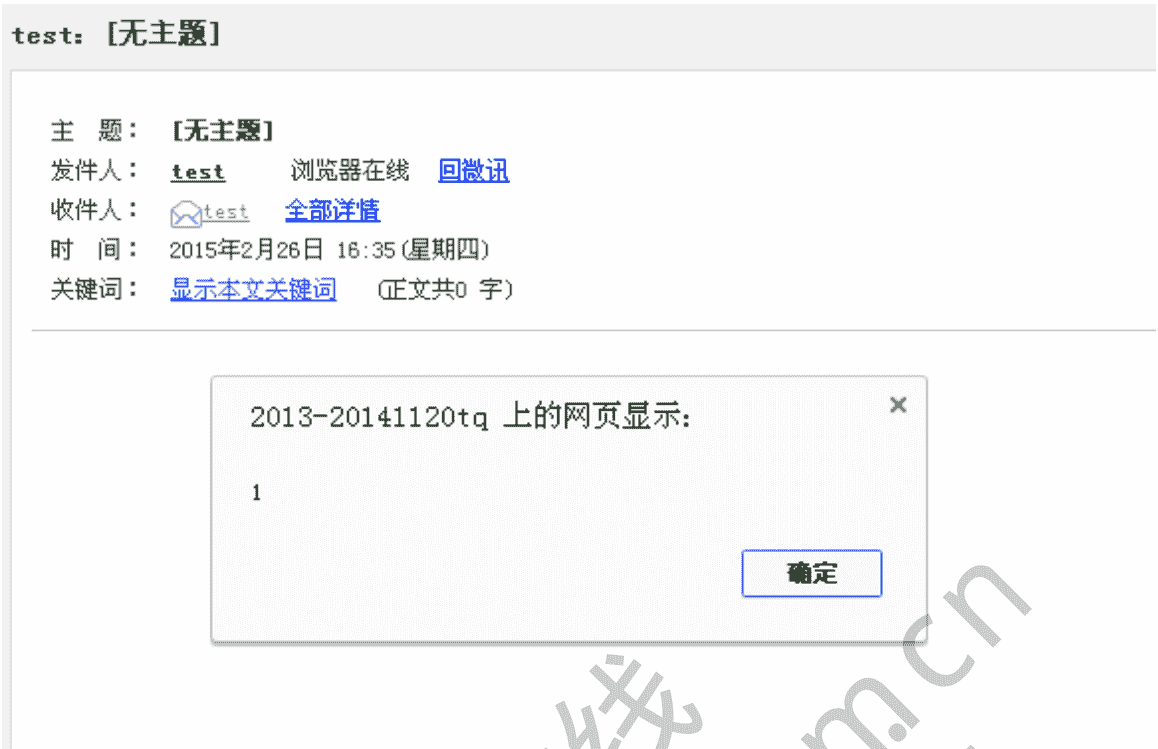 test: [无主题]
主 题： [无主题]
发件人： test 浏览器在线 回微讯
收件人： test 全部详情
时 间： 2015年2月26日 16:35(星期四)
关键词： 显示本文关键词 (正文共0 字)
2013-20141120tq 上的网页显示:
1
确定
线
m.cn